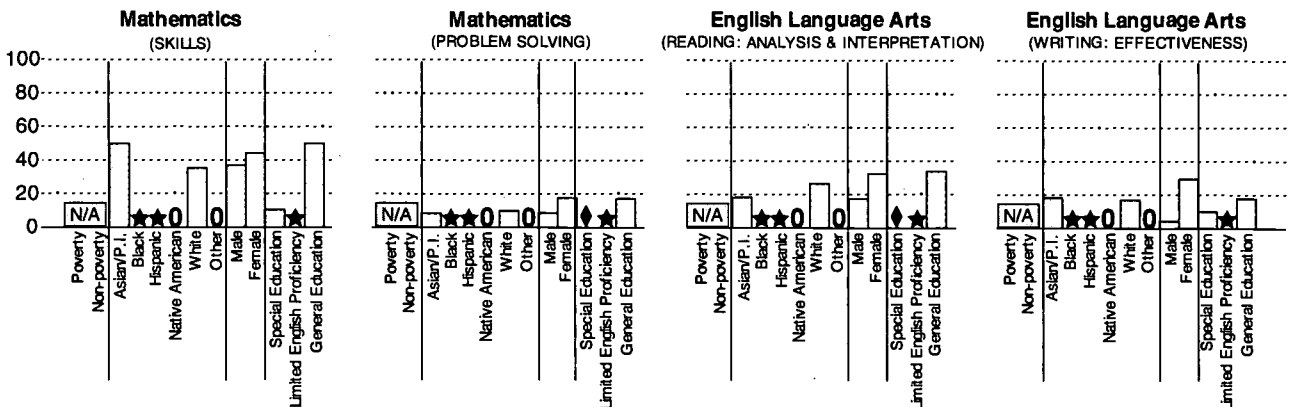 Mathematics
(SKILLS)
100
80
60
40
20
0
N/A
0
0
Poverty
Non-poverty
Asian/P.I.
Black
Hispanic
Native American
White
Other
Male
Female
Special Education
Limited English Proficiency
General Education
Mathematics
(PROBLEM SOLVING)
N/A
0
0
Poverty
Non-poverty
Asian/P.I.
Black
Hispanic
Native American
White
Other
Male
Female
Special Education
Limited English Proficiency
General Education
English Language Arts
(READING: ANALYSIS & INTERPRETATION)
N/A
0
0
Poverty
Non-poverty
Asian/P.I.
Black
Hispanic
Native American
White
Other
Male
Female
Special Education
Limited English Proficiency
General Education
English Language Arts
(WRITING: EFFECTIVENESS)
N/A
0
0
Poverty
Non-poverty
Asian/P.I.
Black
Hispanic
Native American
White
Other
Male
Female
Special Education
Limited English Proficiency
General Education